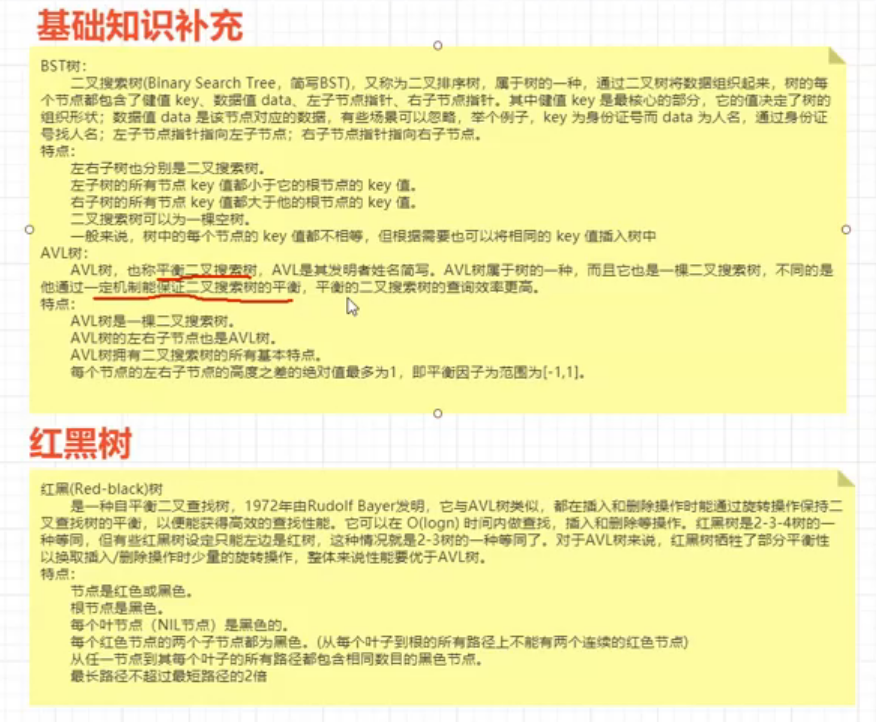 基础知识补充
BST树：
二叉搜索树(Binary Search Tree，简写BST)，又称为二叉排序树，属于树的一种，通过二叉树将数据组织起来，树的每
个节点都包含了健值 key、数据值 data、左子节点指针、右子节点指针。其中健值 key 是最核心的部分，它的值决定了树的
组织形状；数据值 data 是该节点对应的数据，有些场景可以忽略，举个例子，key 为身份证号而 data 为人名，通过身份证
号找人名；左子节点指针指向左子节点；右子节点指针指向右子节点。
特点：
左右子树也分别是二叉搜索树。
左子树的所有节点 key 值都小于它的根节点的 key 值。
右子树的所有节点 key 值都大于他的根节点的 key 值。
二叉搜索树可以为一棵空树。
一般来说，树中的每个节点的 key 值都不相等，但根据需要也可以将相同的 key 值插入树中
AVL树：
AVL树，也称平衡二叉搜索树，AVL是其发明者姓名简写。AVL树属于树的一种，而且它也是一棵二叉搜索树，不同的是
他通过一定机制能保证二叉搜索树的平衡，平衡的二叉搜索树的查询效率更高。
特点：
AVL树是一棵二叉搜索树。
AVL树的左右子节点也是AVL树。
AVL树拥有二叉搜索树的所有基本特点。
每个节点的左右子节点的高度之差的绝对值最多为1，即平衡因子为范围为[-1,1]。
红黑树
红黑(Red-black)树
是一种自平衡二叉查找树，1972年由Rudolf Bayer发明，它与AVL树类似，都在插入和删除操作时能通过旋转操作保持二
叉查找树的平衡，以便能获得高效的查找性能。它可以在 O(logn) 时间内做查找，插入和删除等操作。红黑树是2-3-4树的一
种等同，但有些红黑树设定只能左边是红树，这种情况就是2-3树的一种等同了。对于AVL树来说，红黑树牺牲了部分平衡性
以换取插入/删除操作时少量的旋转操作，整体来说性能要优于AVL树。
特点：
节点是红色或黑色。
根节点是黑色。
每个叶节点（NIL节点）是黑色的。
每个红色节点的两个子节点都为黑色。(从每个叶子到根的所有路径上不能有两个连续的红色节点)
从任一节点到其每个叶子的所有路径都包含相同数目的黑色节点。
最长路径不超过最短路径的2倍